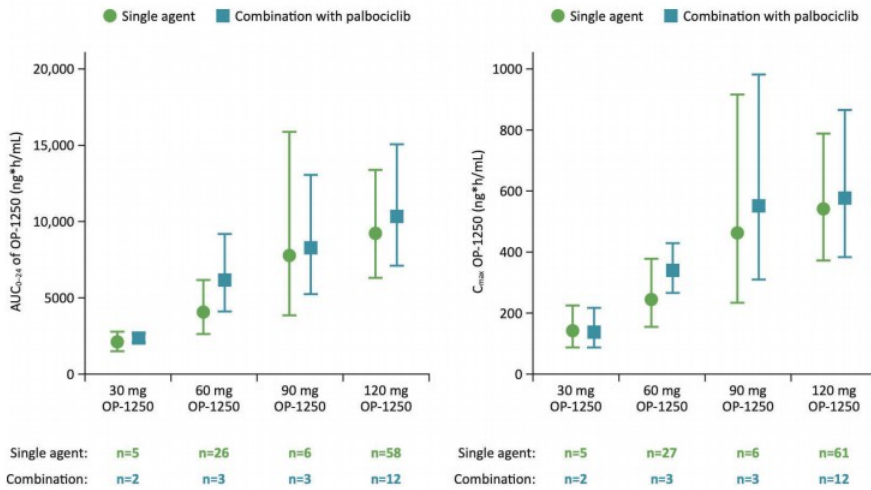 Single agent Combination with palbociclib
AUC₀₋₂₄ of OP-1250 (ng*h/mL)
20,000
15,000
10,000
5000
0
30 mg 60 mg 90 mg 120 mg
OP-1250 OP-1250 OP-1250 OP-1250
Single agent: n=5 n=26 n=6 n=58
Combination: n=2 n=3 n=3 n=12
Single agent Combination with palbociclib
Cₘₐₓ OP-1250 (ng*h/mL)
1000
800
600
400
200
0
30 mg 60 mg 90 mg 120 mg
OP-1250 OP-1250 OP-1250 OP-1250
Single agent: n=5 n=27 n=6 n=61
Combination: n=2 n=3 n=3 n=12